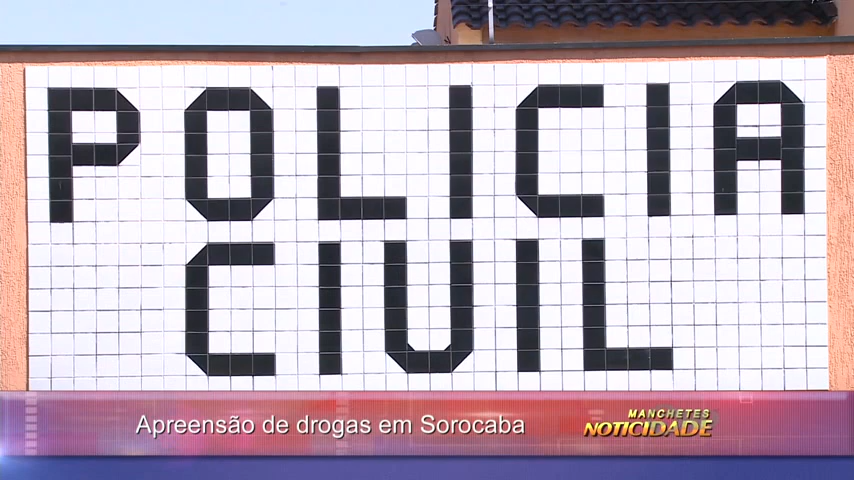 POLICIA
CIVIL
Apreensão de drogas em Sorocaba
MANCHETES
NOTICIDADE